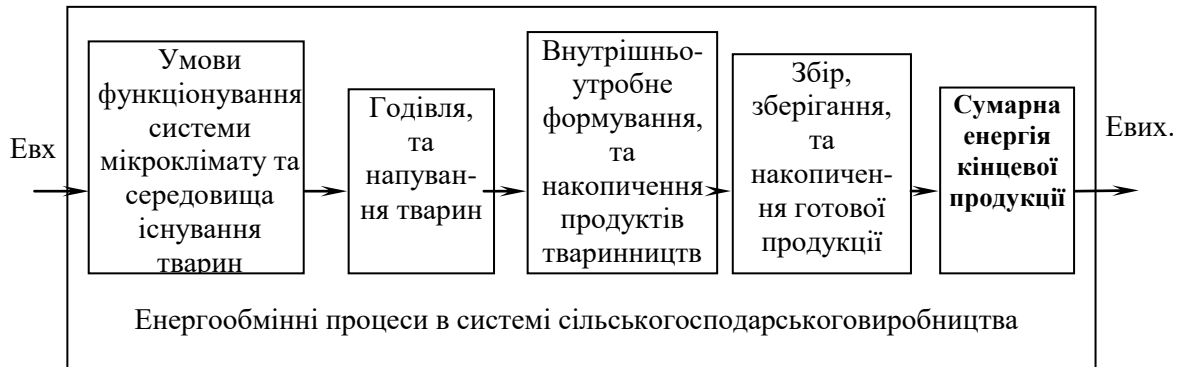 Евх
Умови
функціонування
системи
мікроклімату та
середовища
існування
тварин
Годівля,
та
напуван-
ня тварин
Внутрішньо-
утробне
формування,
та
накопичення
продуктів
тваринництв
Збір,
зберігання,
та
накопичен-
ня готової
продукції
Сумарна
енергія
кінцевої
продукції
Евих.
Енергообмінні процеси в системі сільськогосподарськоговиробництва